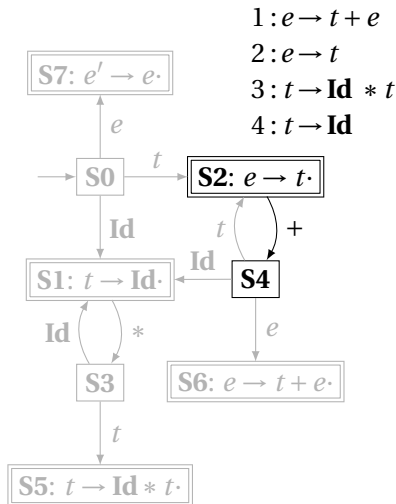 1 : e → t + e
2 : e → t
3 : t → Id * t
4 : t → Id
S7: e′ → e·
e
S0
t
S2: e → t·
Id
t
+
S1: t → Id·
Id
S4
Id
*
e
S3
S6: e → t + e·
t
S5: t → Id * t·